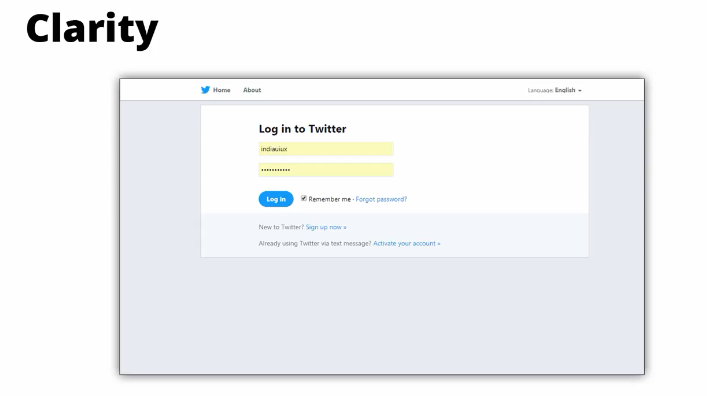 Clarity
Home About Language: English
Log in to Twitter
indiauiux
•••••••••••
Log in Remember me · Forgot password?
New to Twitter? Sign up now »
Already using Twitter via text message? Activate your account »